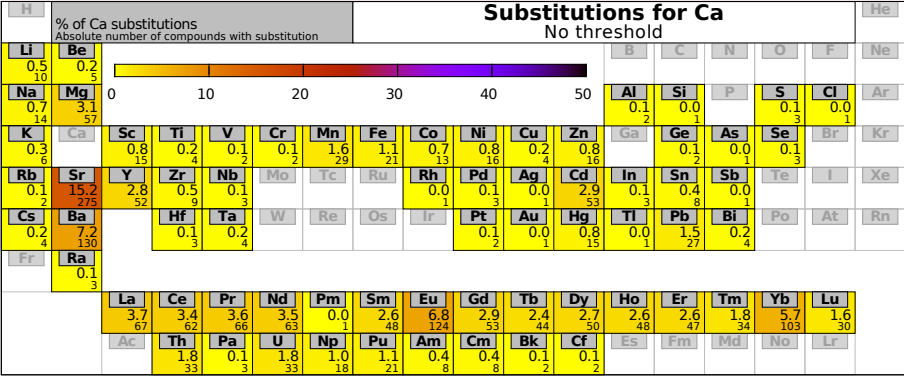 H Substitutions for Ca He
% of Ca substitutions No threshold
Absolute number of compounds with substitution
Li Be B C N O F Ne
0.5 0.2
10 5
0 10 20 30 40 50
Na Mg Al Si P S Cl Ar
0.7 3.1 0.1 0.0 0.1 0.0
14 57 2 1 3 1
K Ca Sc Ti V Cr Mn Fe Co Ni Cu Zn Ga Ge As Se Br Kr
0.3 0.8 0.2 0.1 0.1 1.6 1.1 0.7 0.8 0.2 0.8 0.1 0.0 0.1
6 15 4 2 2 29 21 13 16 4 16 2 1 3
Rb Sr Y Zr Nb Mo Tc Ru Rh Pd Ag Cd In Sn Sb Te I Xe
0.1 15.2 2.8 0.5 0.1 0.0 0.1 0.0 2.9 0.1 0.4 0.0
2 275 52 9 3 1 3 1 53 3 8 1
Cs Ba Hf Ta W Re Os Ir Pt Au Hg Tl Pb Bi Po At Rn
0.2 7.2 0.1 0.2 0.1 0.0 0.8 0.0 1.5 0.2
4 130 3 4 2 1 15 1 27 4
Fr Ra
0.1
3
La Ce Pr Nd Pm Sm Eu Gd Tb Dy Ho Er Tm Yb Lu
3.7 3.4 3.6 3.5 0.0 2.6 6.8 2.9 2.4 2.7 2.6 2.6 1.8 5.7 1.6
67 62 66 63 1 48 124 53 44 50 48 47 34 103 30
Ac Th Pa U Np Pu Am Cm Bk Cf Es Fm Md No Lr
1.8 0.1 1.8 1.0 1.1 0.4 0.4 0.1 0.1
33 3 33 18 21 8 8 2 2